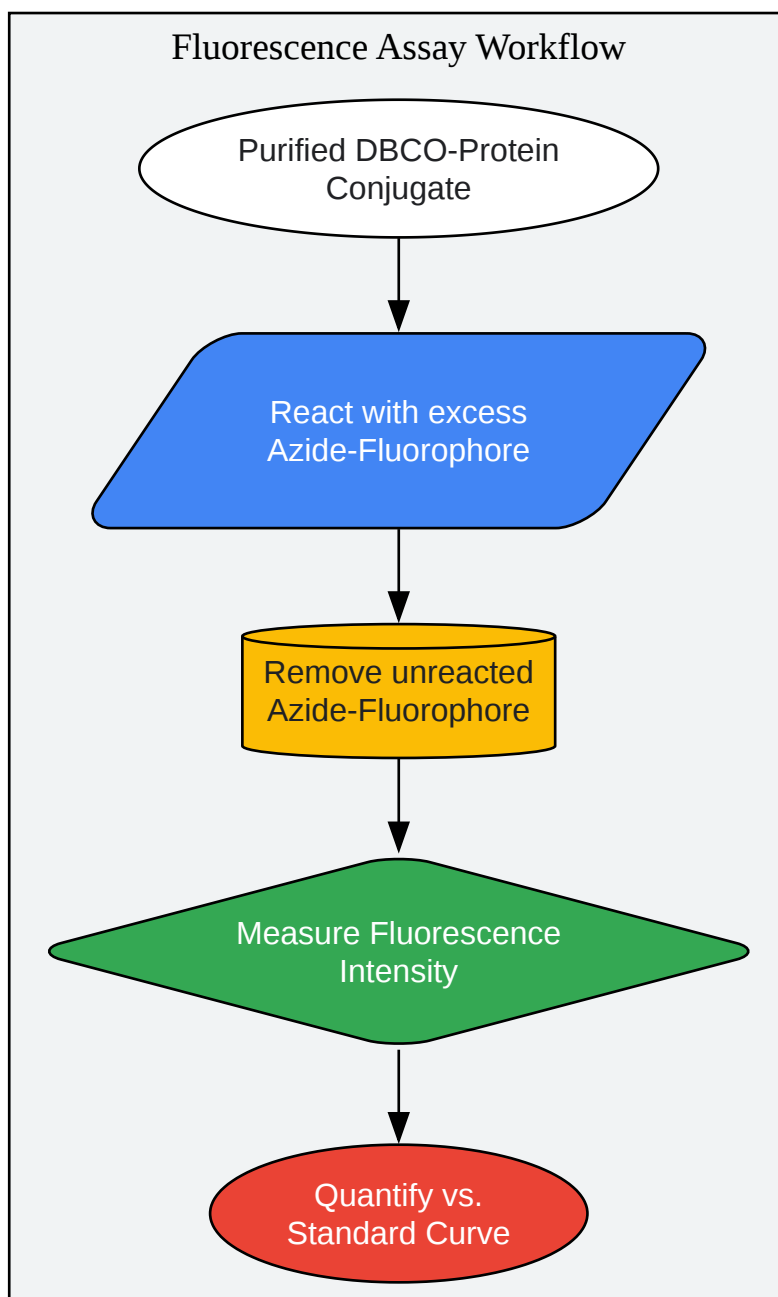 Fluorescence Assay Workflow
Purified DBCO-Protein
Conjugate
React with excess
Azide-Fluorophore
Remove unreacted
Azide-Fluorophore
Measure Fluorescence
Intensity
Quantify vs.
Standard Curve